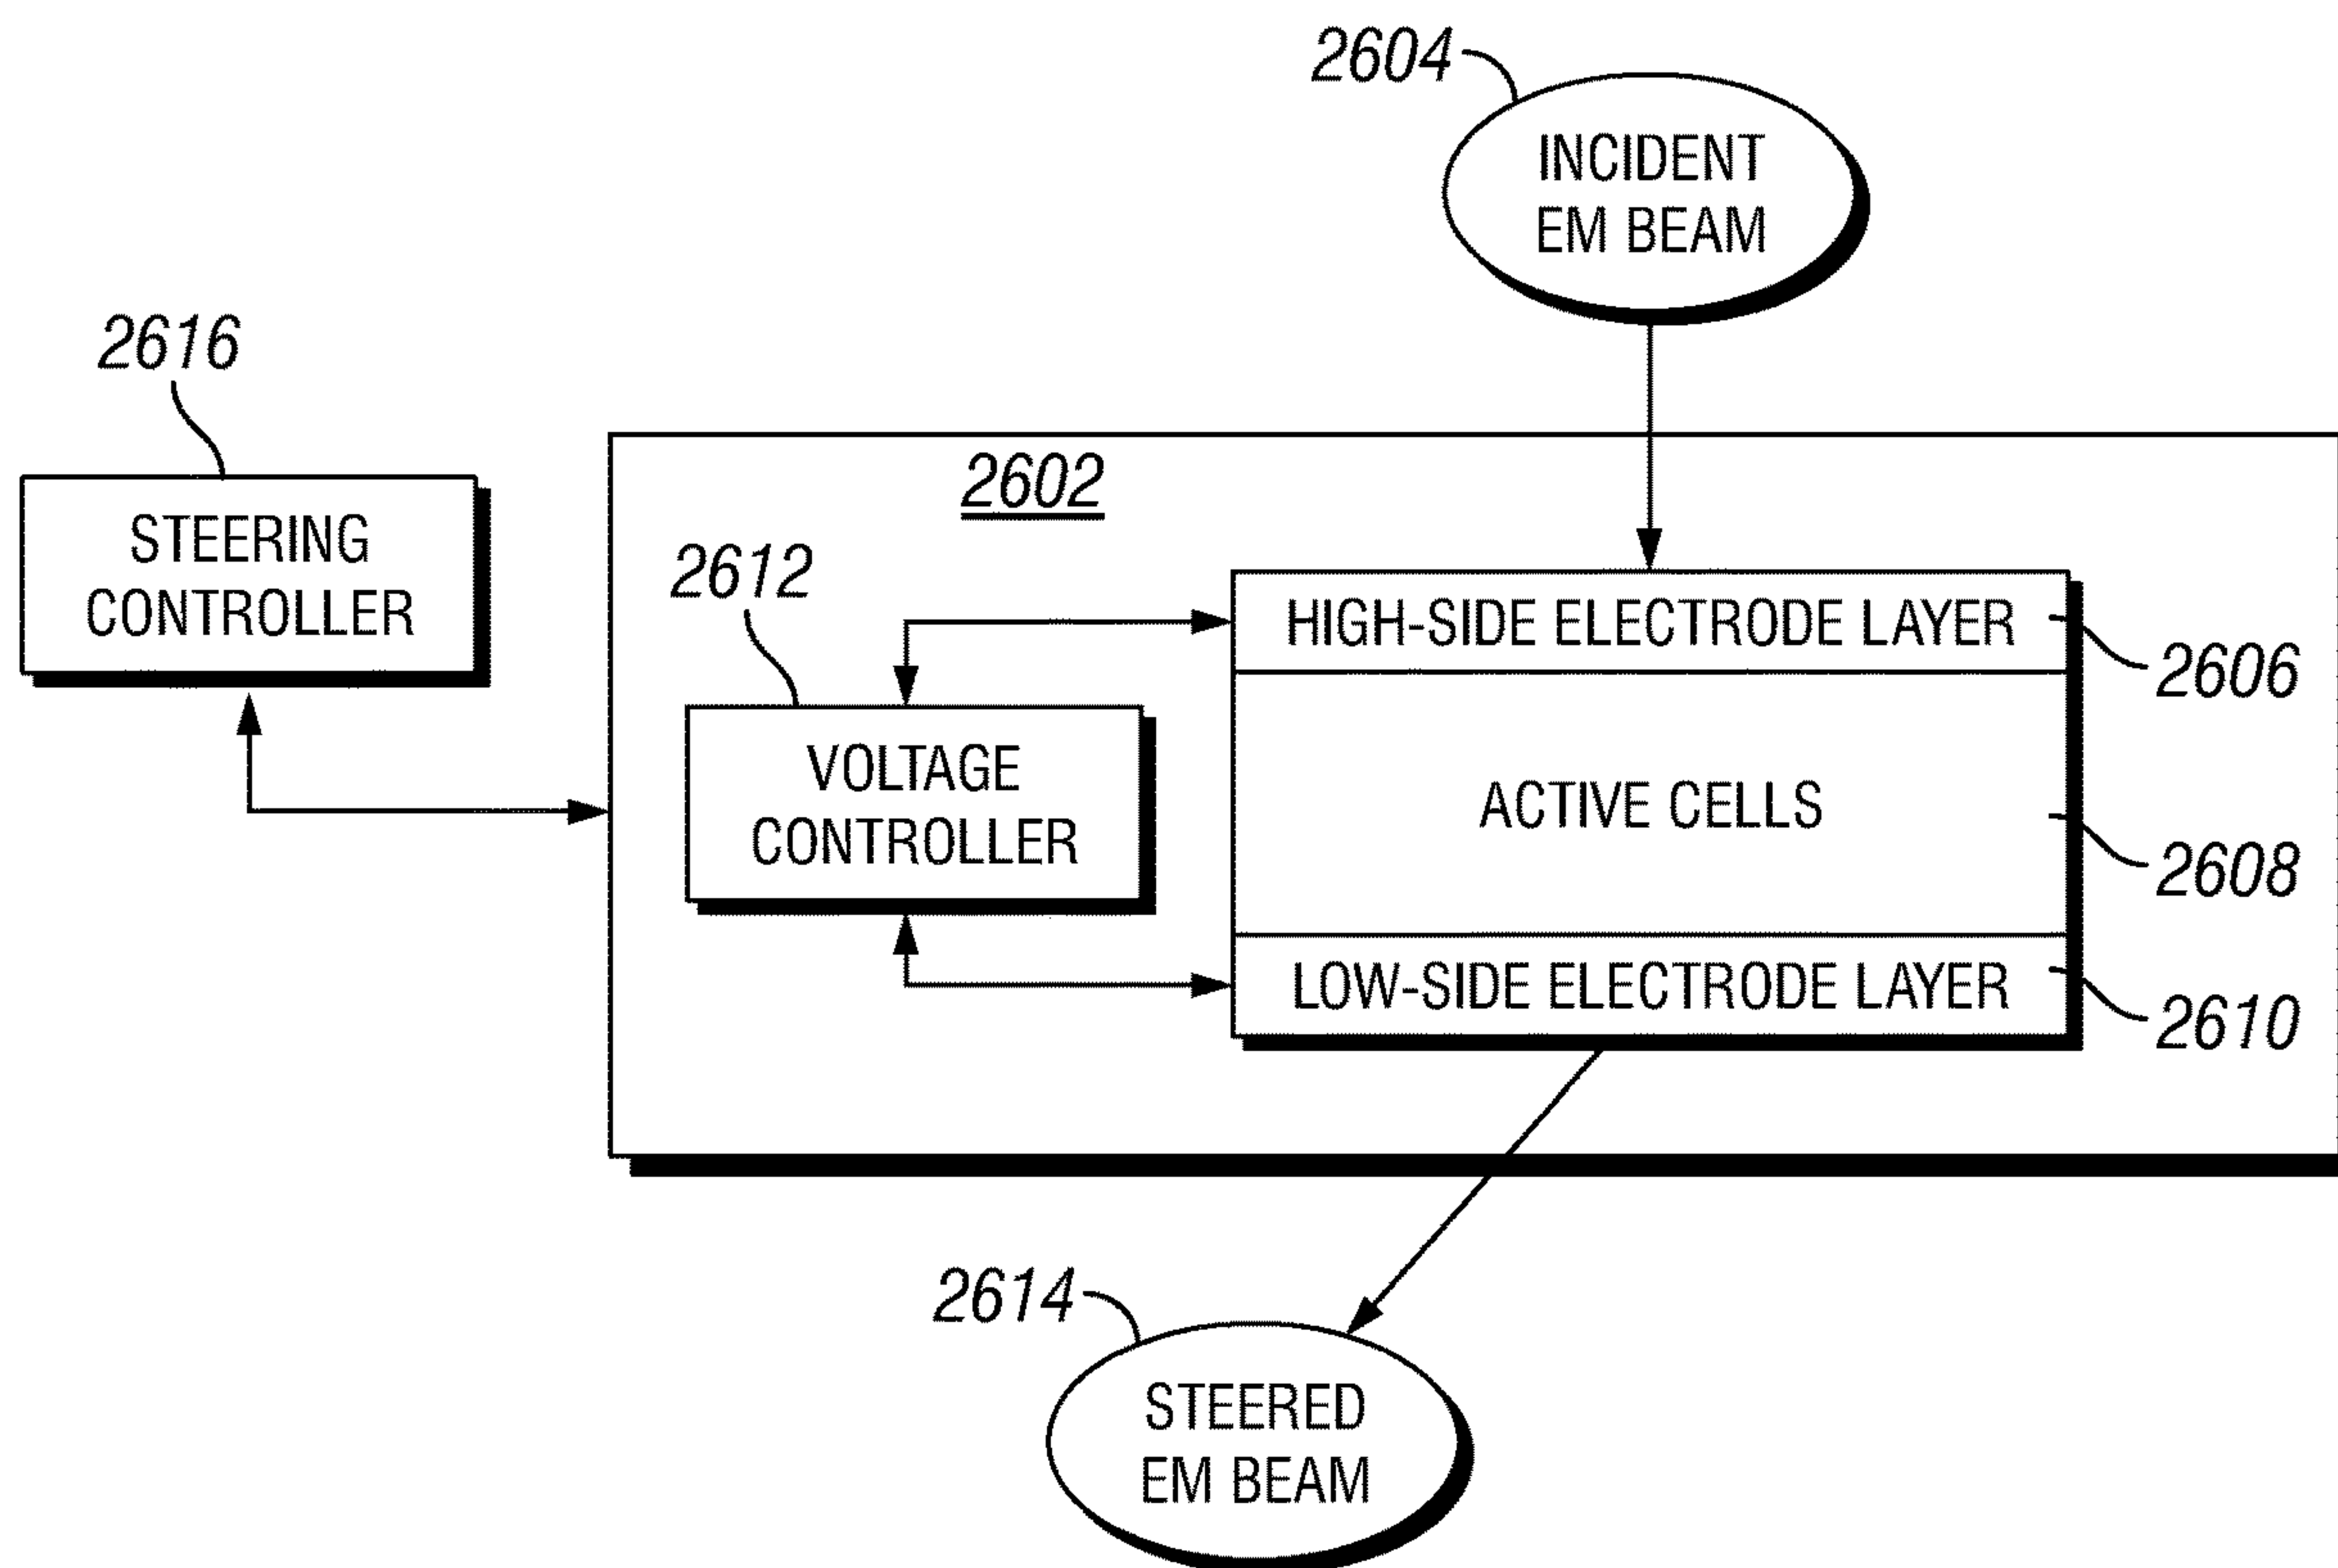 2604
INCIDENT
EM BEAM
2616
STEERING
CONTROLLER
2602
2612
VOLTAGE
CONTROLLER
HIGH-SIDE ELECTRODE LAYER
2606
ACTIVE CELLS
2608
LOW-SIDE ELECTRODE LAYER
2610
2614
STEERED
EM BEAM